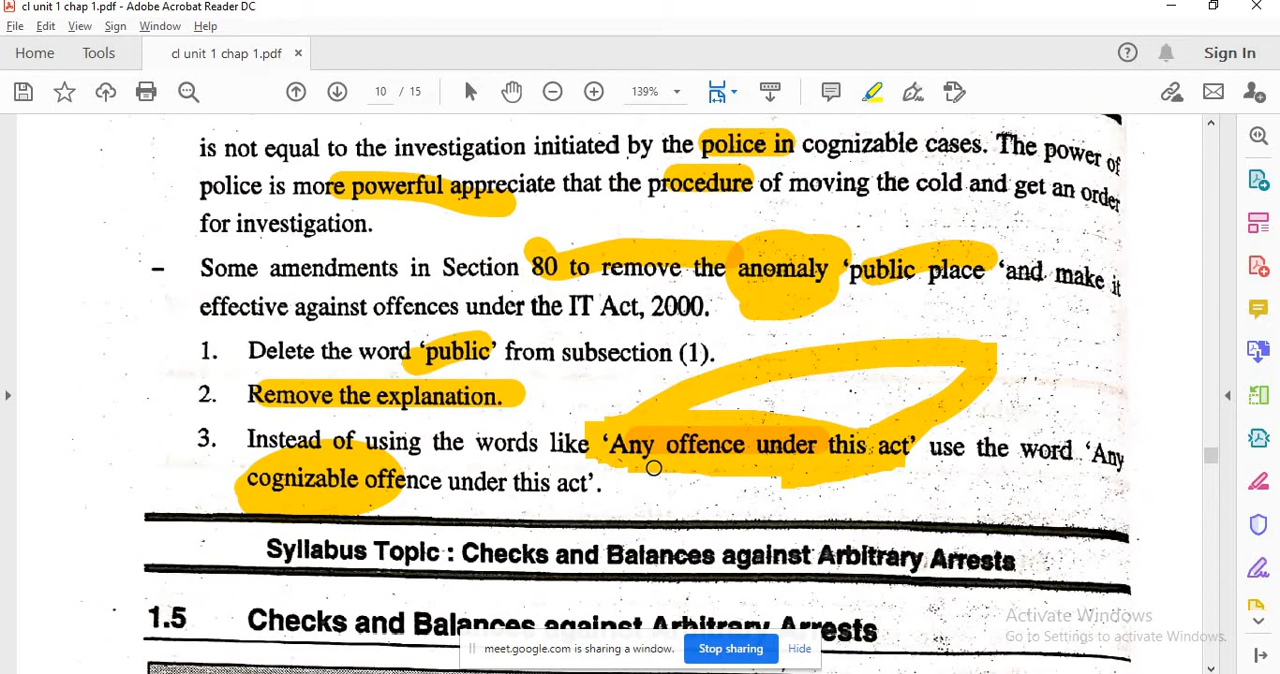 cl unit 1 chap 1.pdf - Adobe Acrobat Reader DC
File Edit View Sign Window Help
Home Tools cl unit 1 chap 1.pdf × Sign In
10 / 15 139%
is not equal to the investigation initiated by the police in cognizable cases. The power of
police is more powerful appreciate that the procedure of moving the cold and get an order
for investigation.
– Some amendments in Section 80 to remove the anomaly ‘public place ‘and make it
effective against offences under the IT Act, 2000.
1. Delete the word ‘public’ from subsection (1).
2. Remove the explanation.
3. Instead of using the words like ‘Any offence under this act’ use the word ‘Any
cognizable offence under this act’.
Syllabus Topic : Checks and Balances against Arbitrary Arrests
1.5 Checks and Balances against Arbitrary Arrests
Activate Windows
Go to Settings to activate Windows.
meet.google.com is sharing a window. Stop sharing Hide